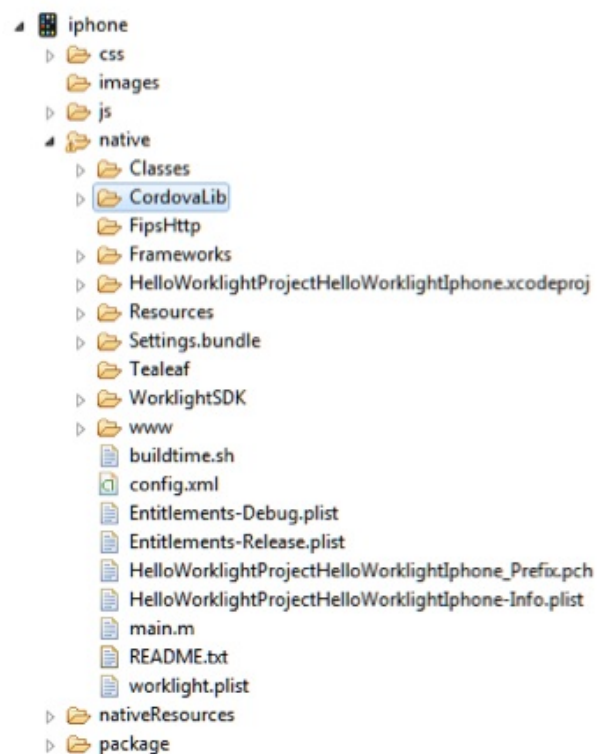 iphone
css
images
js
native
Classes
CordovaLib
FipsHttp
Frameworks
HelloWorklightProjectHelloWorklightIphone.xcodeproj
Resources
Settings.bundle
Tealeaf
WorklightSDK
www
buildtime.sh
config.xml
Entitlements-Debug.plist
Entitlements-Release.plist
HelloWorklightProjectHelloWorklightIphone_Prefix.pch
HelloWorklightProjectHelloWorklightIphone-Info.plist
main.m
README.txt
worklight.plist
nativeResources
package